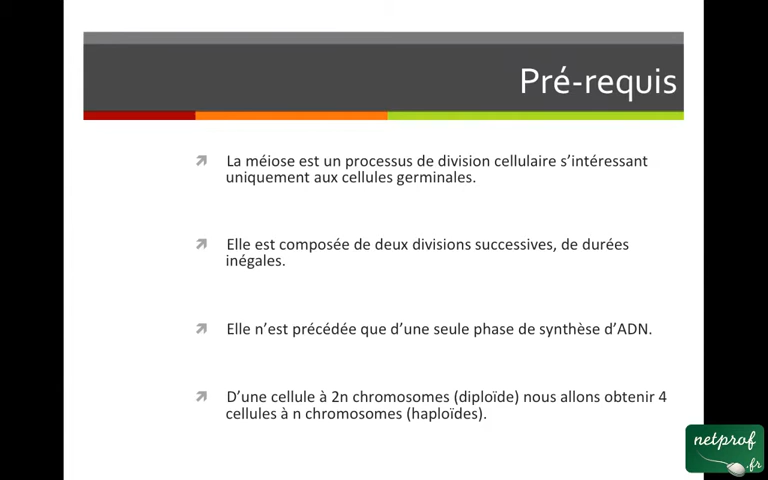 Pré-requis
La méiose est un processus de division cellulaire s’intéressant
uniquement aux cellules germinales.
Elle est composée de deux divisions successives, de durées
inégales.
Elle n’est précédée que d’une seule phase de synthèse d’ADN.
D’une cellule à 2n chromosomes (diploïde) nous allons obtenir 4
cellules à n chromosomes (haploïdes).
netprof
.fr